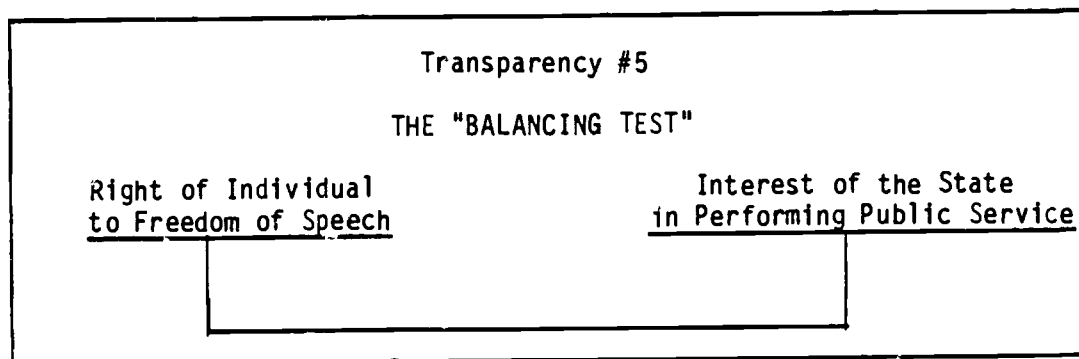 Transparency #5
THE "BALANCING TEST"
Right of Individual
to Freedom of Speech
Interest of the State
in Performing Public Service